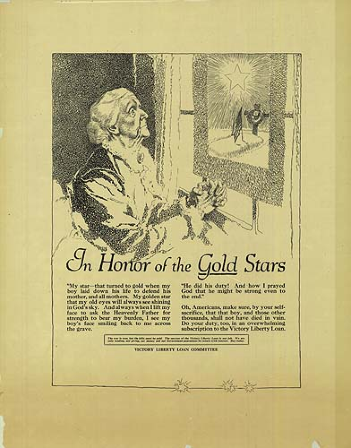 In Honor of the Gold Stars
"My star—that turned to gold when my
boy laid down his life to defend his
mother, and all mothers. My golden star
that my old eyes will always see shining
in God's sky. And always when I lift my
face to ask the Heavenly Father for
strength to bear my burden, I see my
boy's face smiling back to me across
the grave.
"He did his duty! And how I prayed
God that he might be strong even to
the end!"
Oh, Americans, make sure, by your self-
sacrifice, that that boy, and those other
thousands, shall not have died in vain.
Do your duty, too, in an overwhelming
subscription to the Victory Liberty Loan.
VICTORY LIBERTY LOAN COMMITTEE